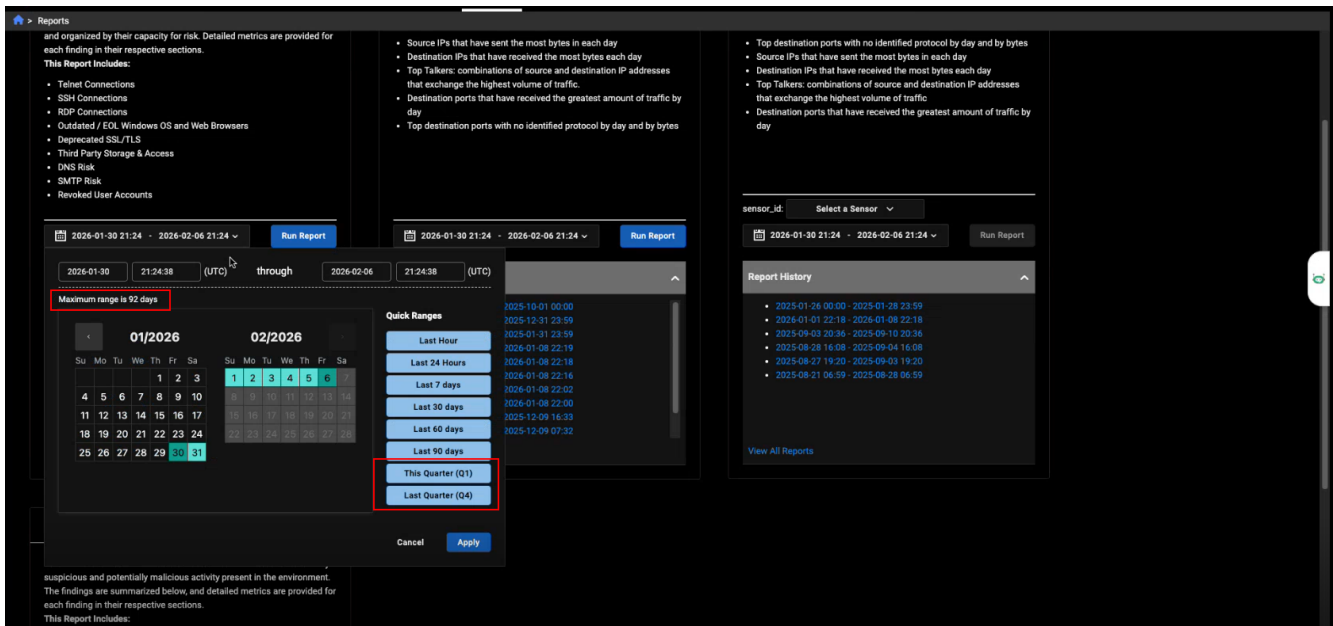 > Reports
and organized by their capacity for risk. Detailed metrics are provided for
each finding in their respective sections.
This Report Includes:
• Telnet Connections
• SSH Connections
• RDP Connections
• Outdated / EOL Windows OS and Web Browsers
• Deprecated SSL/TLS
• Third Party Storage & Access
• DNS Risk
• SMTP Risk
• Revoked User Accounts
2026-01-30 21:24 - 2026-02-06 21:24
Run Report
2026-01-30 21:24:38 (UTC) through 2026-02-06 21:24:38 (UTC)
Maximum range is 92 days
‹ 01/2026
Su Mo Tu We Th Fr Sa
1 2 3
4 5 6 7 8 9 10
11 12 13 14 15 16 17
18 19 20 21 22 23 24
25 26 27 28 29 30 31
02/2026
Su Mo Tu We Th Fr Sa
1 2 3 4 5 6 7
8 9 10 11 12 13 14
15 16 17 18 19 20 21
22 23 24 25 26 27 28
Quick Ranges
Last Hour
Last 24 Hours
Last 7 days
Last 30 days
Last 60 days
Last 90 days
This Quarter (Q1)
Last Quarter (Q4)
Cancel
Apply
suspicious and potentially malicious activity present in the environment.
The findings are summarized below, and detailed metrics are provided for
each finding in their respective sections.
This Report Includes:
• Source IPs that have sent the most bytes in each day
• Destination IPs that have received the most bytes each day
• Top Talkers: combinations of source and destination IP addresses
that exchange the highest volume of traffic.
• Destination ports that have received the greatest amount of traffic by
day
• Top destination ports with no identified protocol by day and by bytes
2026-01-30 21:24 - 2026-02-06 21:24
Run Report
2025-10-01 00:00
2025-12-31 23:59
2025-01-31 23:59
2026-01-08 22:19
2026-01-08 22:18
2026-01-08 22:16
2026-01-08 22:02
2026-01-08 22:00
2025-12-09 16:33
2025-12-09 07:32
• Top destination ports with no identified protocol by day and by bytes
• Source IPs that have sent the most bytes in each day
• Destination IPs that have received the most bytes each day
• Top Talkers: combinations of source and destination IP addresses
that exchange the highest volume of traffic
• Destination ports that have received the greatest amount of traffic by
day
sensor_id: Select a Sensor
2026-01-30 21:24 - 2026-02-06 21:24
Run Report
Report History
• 2025-01-26 00:00 - 2025-01-28 23:59
• 2026-01-01 22:18 - 2026-01-08 22:18
• 2025-09-03 20:36 - 2025-09-10 20:36
• 2025-08-28 16:08 - 2025-09-04 16:08
• 2025-08-27 19:20 - 2025-09-03 19:20
• 2025-08-21 06:59 - 2025-08-28 06:59
View All Reports